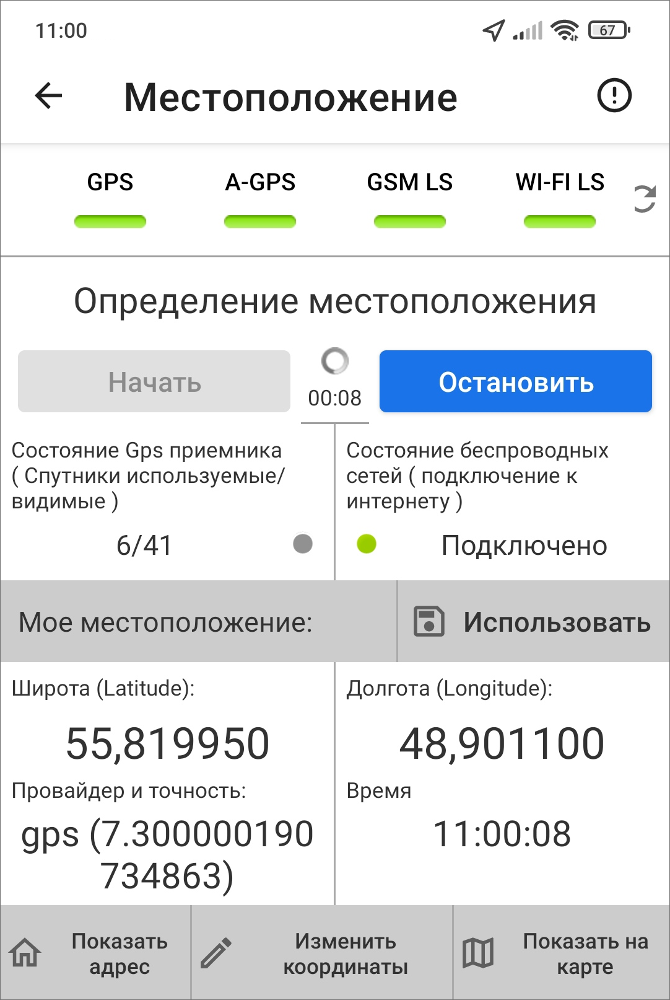 11:00
67
Местоположение
GPS
A-GPS
GSM LS
WI-FI LS
Определение местоположения
Начать
00:08
Остановить
Состояние Gps приемника
( Спутники используемые/
видимые )
6/41
Состояние беспроводных
сетей ( подключение к
интернету )
Подключено
Мое местоположение:
Использовать
Широта (Latitude):
55,819950
Долгота (Longitude):
48,901100
Провайдер и точность:
gps (7.300000190
734863)
Время
11:00:08
Показать
адрес
Изменить
координаты
Показать на
карте